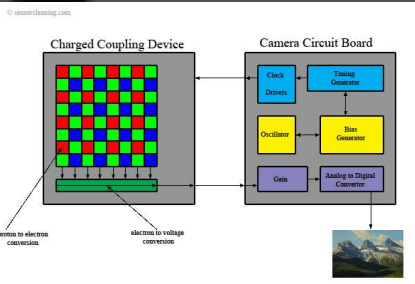 © sensorcleaning.com
Charged Coupling Device
Camera Circuit Board
Clock
Drivers
Timing
Generator
Oscillator
Bias
Generator
Gain
Analog to Digital
Convertor
roton to electron
conversion
electron to voltage
conversion